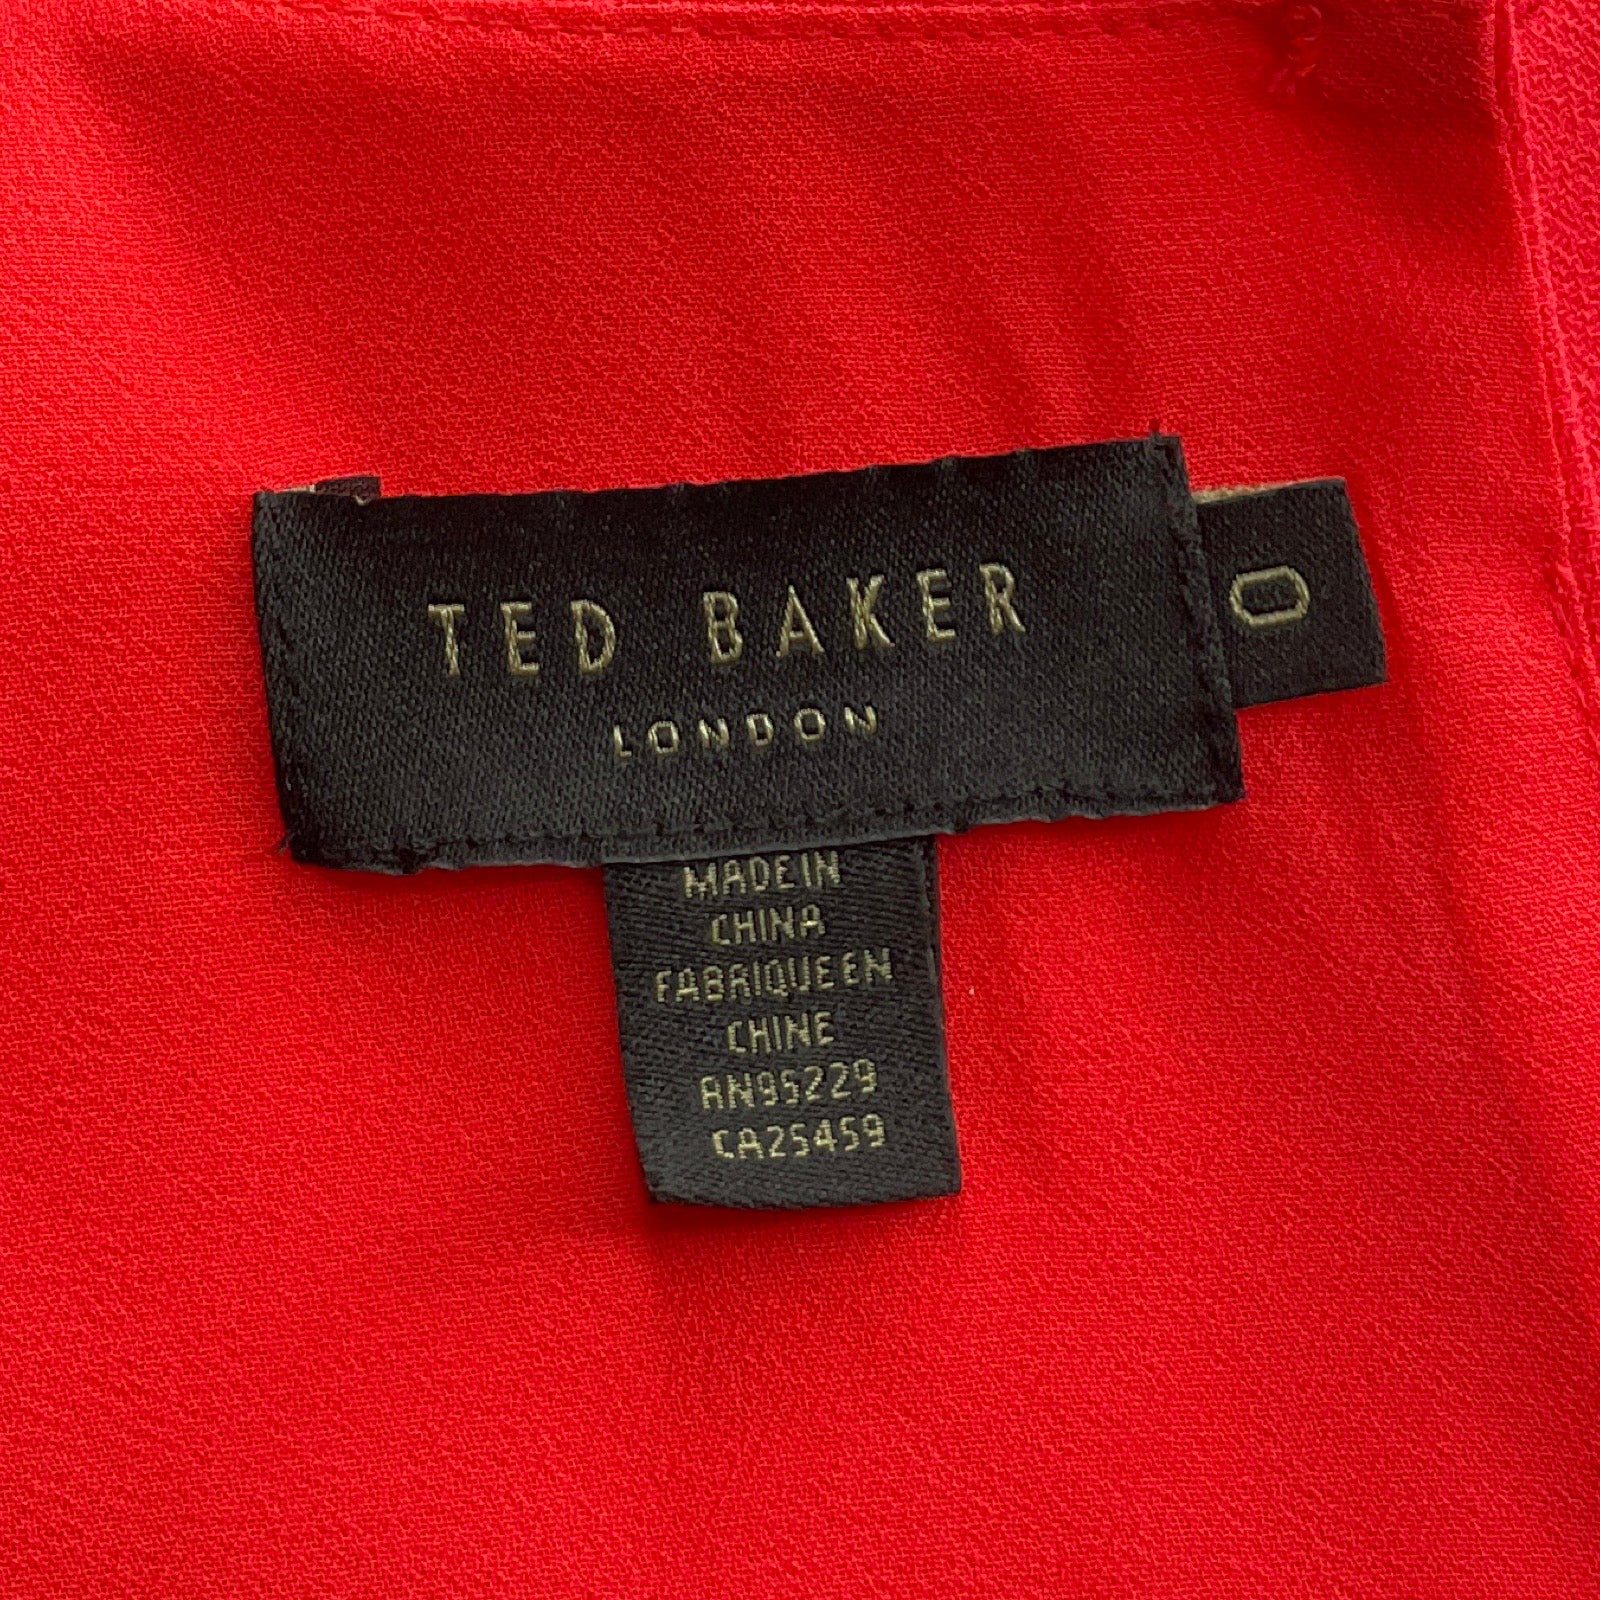 TED BAKER
LONDON
0
MADE IN
CHINA
FABRIQUE EN
CHINE
RN95229
CA25459